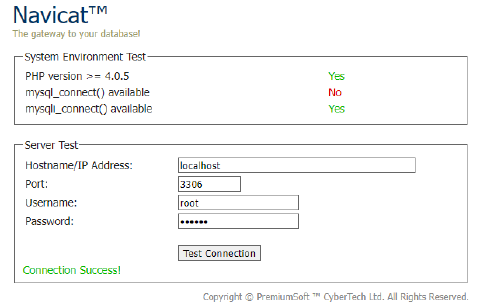 Navicat™
The gateway to your database!
System Environment Test
PHP version >= 4.0.5 Yes
mysql_connect() available No
mysqli_connect() available Yes
Server Test
Hostname/IP Address: localhost
Port: 3306
Username: root
Password: ••••••
Test Connection
Connection Success!
Copyright © PremiumSoft ™ CyberTech Ltd. All Rights Reserved.